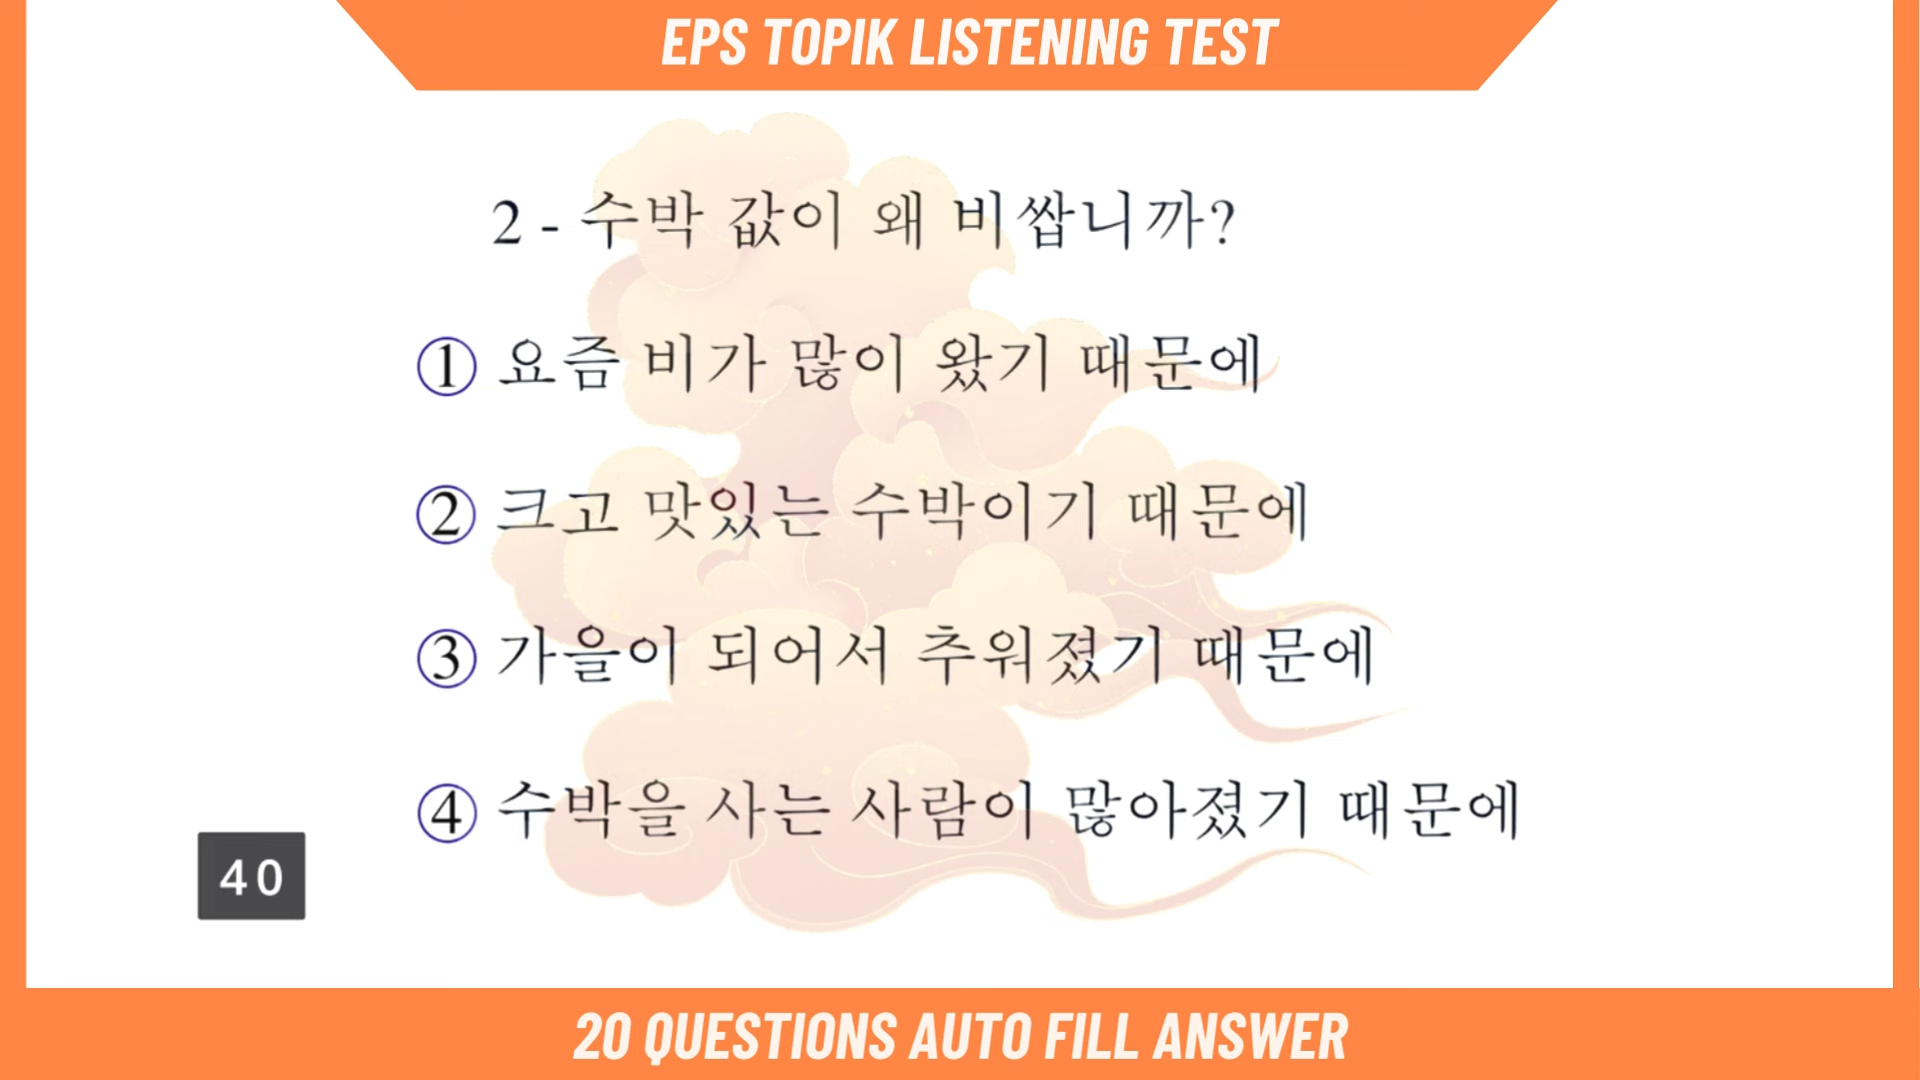 EPS TOPIK LISTENING TEST
2 - 수박 값이 왜 비쌉니까?
① 요즘 비가 많이 왔기 때문에
② 크고 맛있는 수박이기 때문에
③ 가을이 되어서 추워졌기 때문에
④ 수박을 사는 사람이 많아졌기 때문에
40
20 QUESTIONS AUTO FILL ANSWER